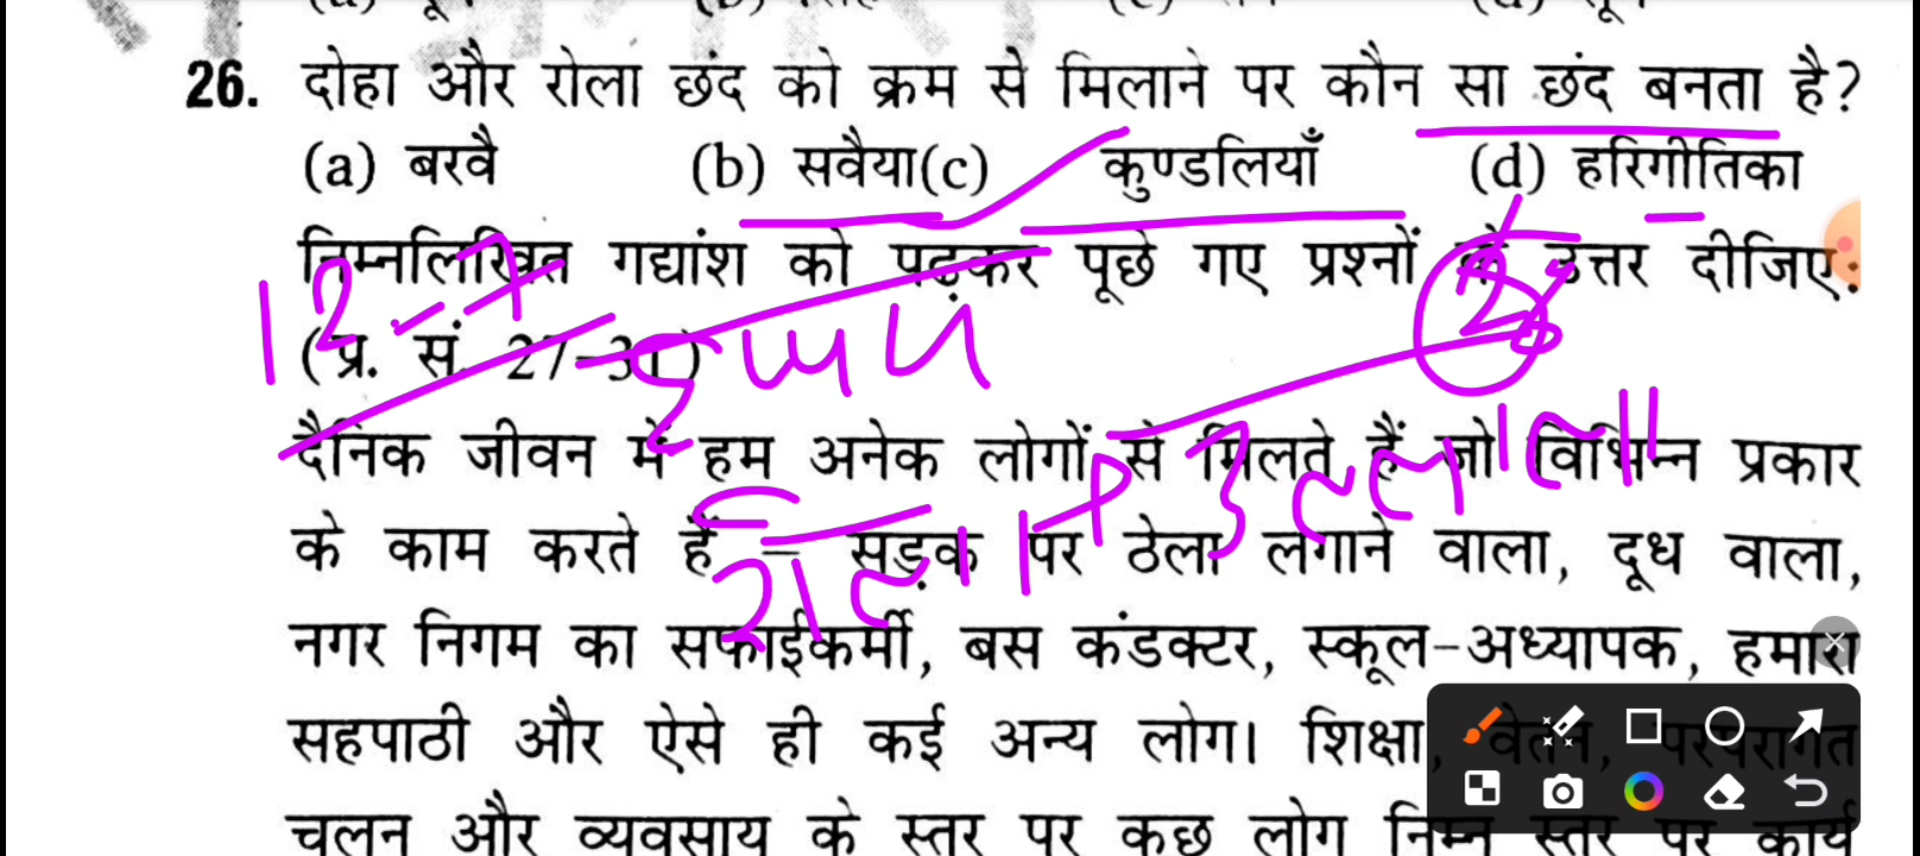 26. दोहा और रोला छंद को क्रम से मिलाने पर कौन सा छंद बनता है?
(a) बरवै (b) सवैया(c) कुण्डलियाँ (d) हरिगीतिका
निम्नलिखित गद्यांश को पढ़कर पूछे गए प्रश्नों के उत्तर दीजिए:
(प्र. सं. 27-31)
दैनिक जीवन में हम अनेक लोगों से मिलते हैं जो विभिन्न प्रकार
के काम करते हैं – सड़क पर ठेला लगाने वाला, दूध वाला,
नगर निगम का सफाईकर्मी, बस कंडक्टर, स्कूल-अध्यापक, हमारा
सहपाठी और ऐसे ही कई अन्य लोग। शिक्षा, वेतन, परंपरागत
चलन और व्यवसाय के स्तर पर कुछ लोग निम्न स्तर पर कार्य